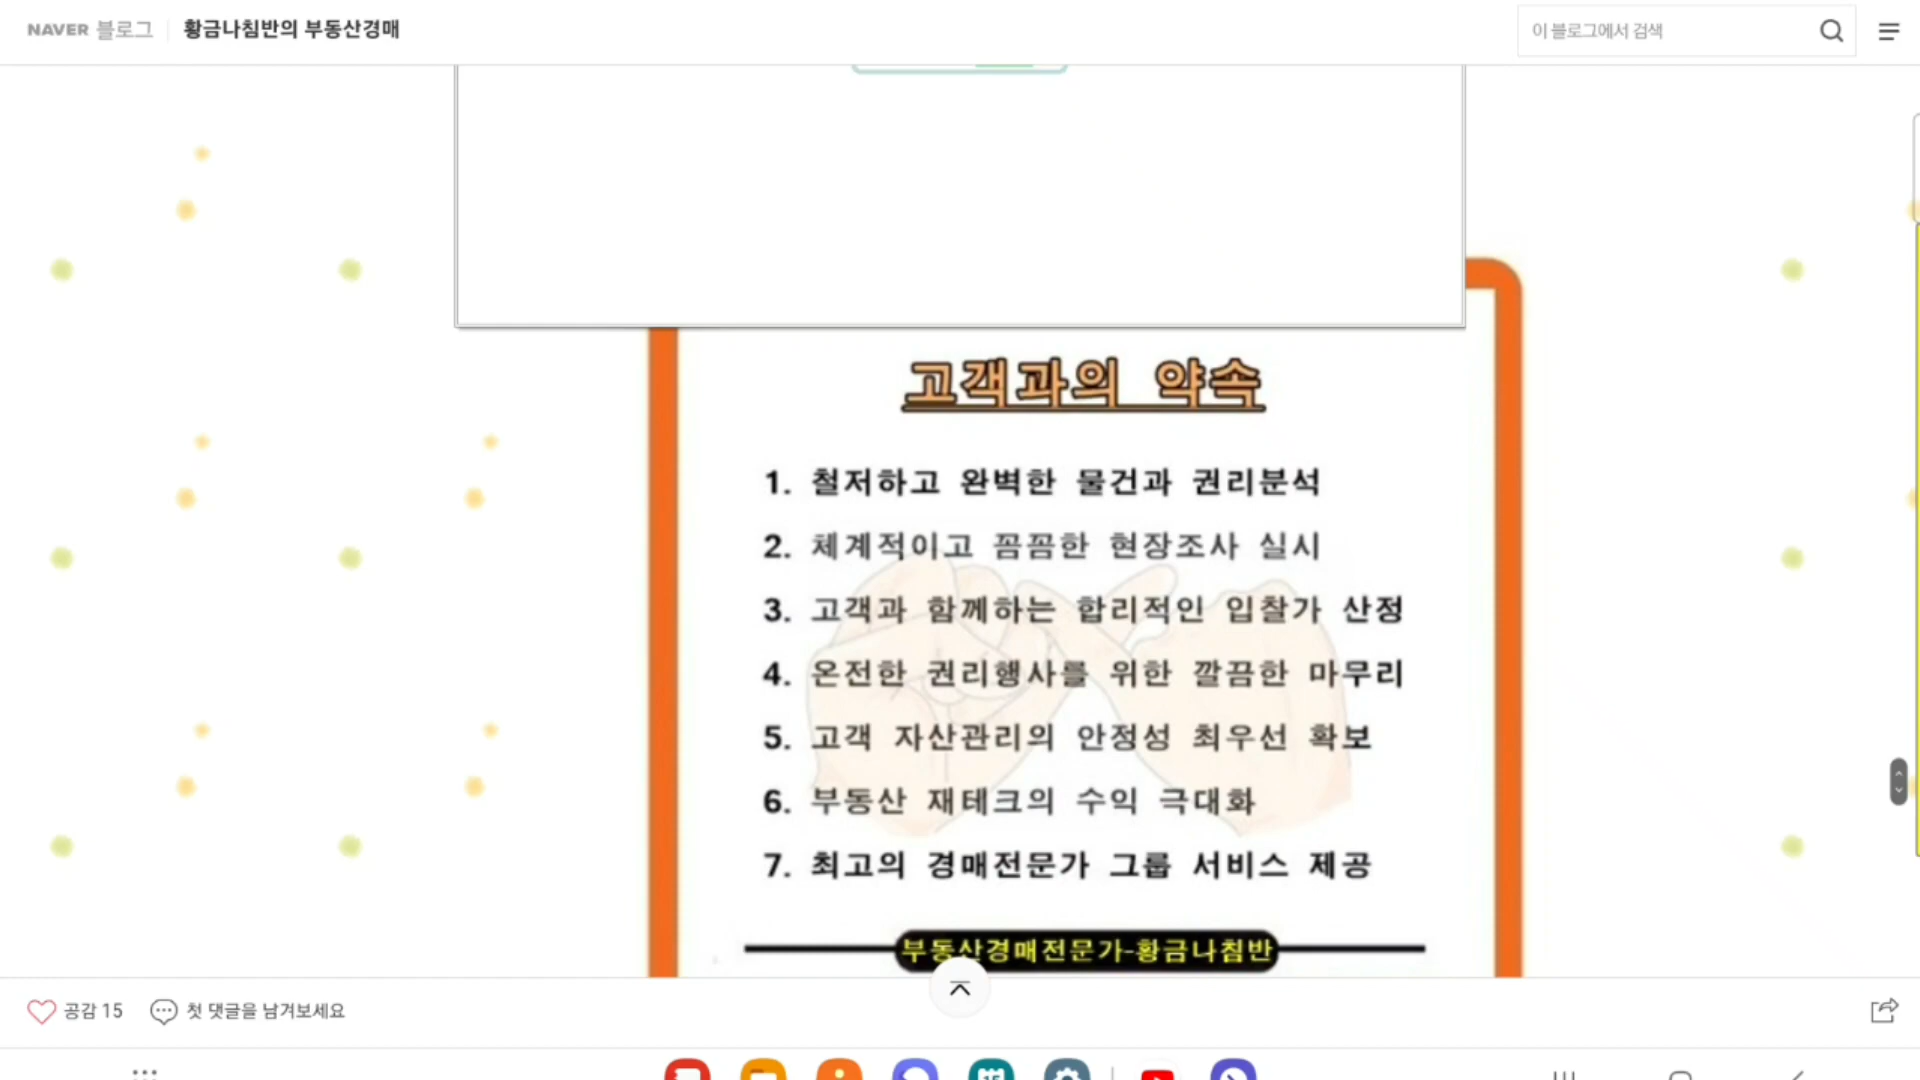 NAVER 블로그 황금나침반의 부동산경매 이 블로그에서 검색
고객과의 약속
1. 철저하고 완벽한 물건과 권리분석
2. 체계적이고 꼼꼼한 현장조사 실시
3. 고객과 함께하는 합리적인 입찰가 산정
4. 온전한 권리행사를 위한 깔끔한 마무리
5. 고객 자산관리의 안정성 최우선 확보
6. 부동산 재테크의 수익 극대화
7. 최고의 경매전문가 그룹 서비스 제공
부동산경매전문가-황금나침반
공감 15 첫 댓글을 남겨보세요